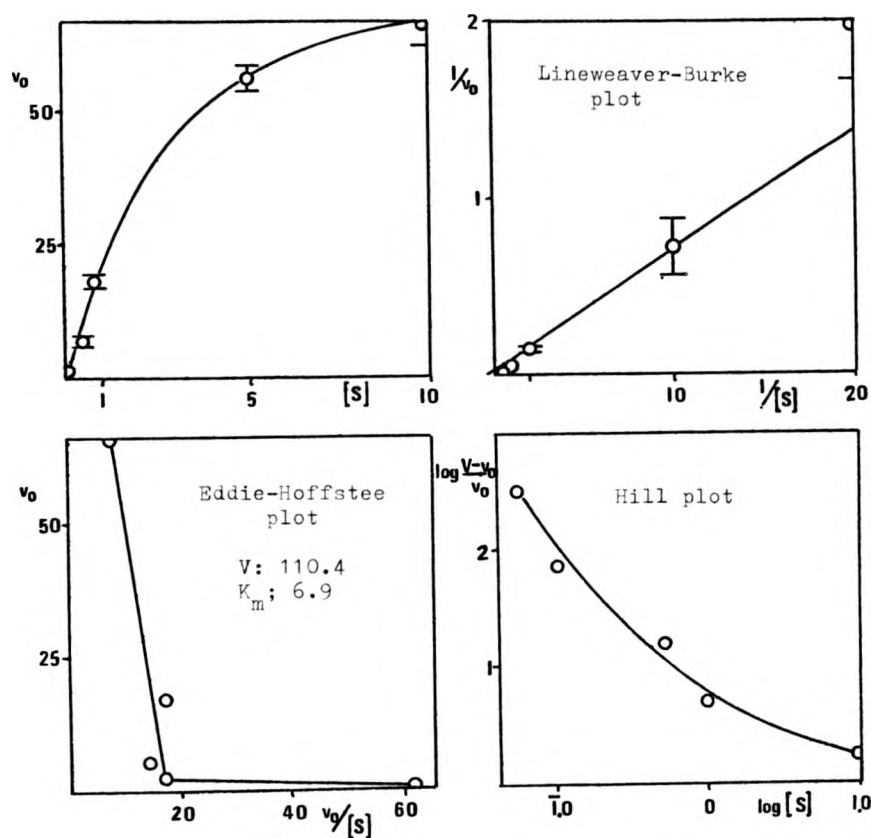 v₀
50
25
1
5
[S]
10
1/v₀
2
1
Lineweaver-Burke
plot
10
1/[S]
20
v₀
50
25
Eddie-Hoffstee
plot
V: 110.4
Kₘ; 6.9
20
v₀/[S]
40
60
log V-v₀/v₀
2
1
Hill plot
1̄.0
0
log[S]
1.0